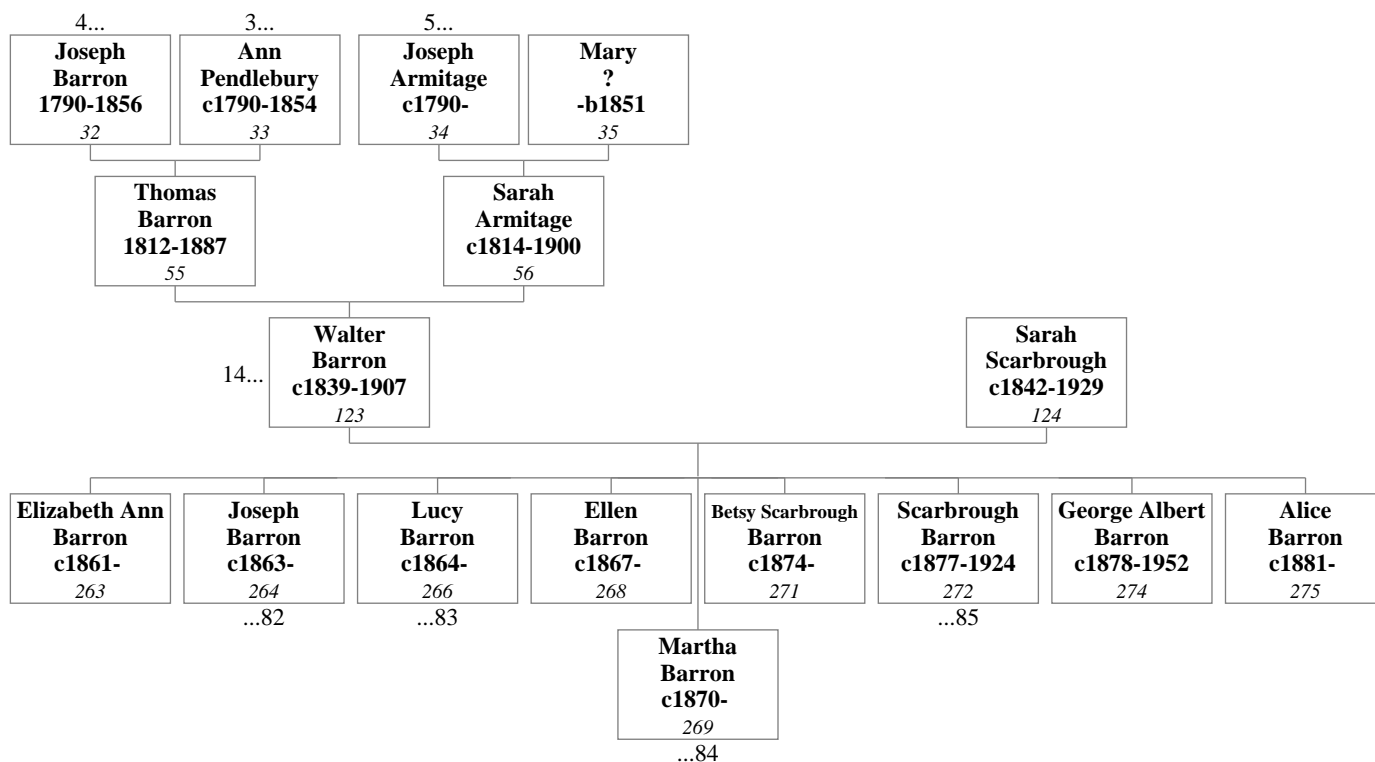 4...
3...
5...
Joseph
Barron
1790-1856
32
Ann
Pendlebury
c1790-1854
33
Joseph
Armitage
c1790-
34
Mary
?
-b1851
35
Thomas
Barron
1812-1887
55
Sarah
Armitage
c1814-1900
56
14...
Walter
Barron
c1839-1907
123
Sarah
Scarbrough
c1842-1929
124
Elizabeth Ann
Barron
c1861-
263
Joseph
Barron
c1863-
264
...82
Lucy
Barron
c1864-
266
...83
Ellen
Barron
c1867-
268
Betsy Scarbrough
Barron
c1874-
271
Scarbrough
Barron
c1877-1924
272
...85
George Albert
Barron
c1878-1952
274
Alice
Barron
c1881-
275
Martha
Barron
c1870-
269
...84